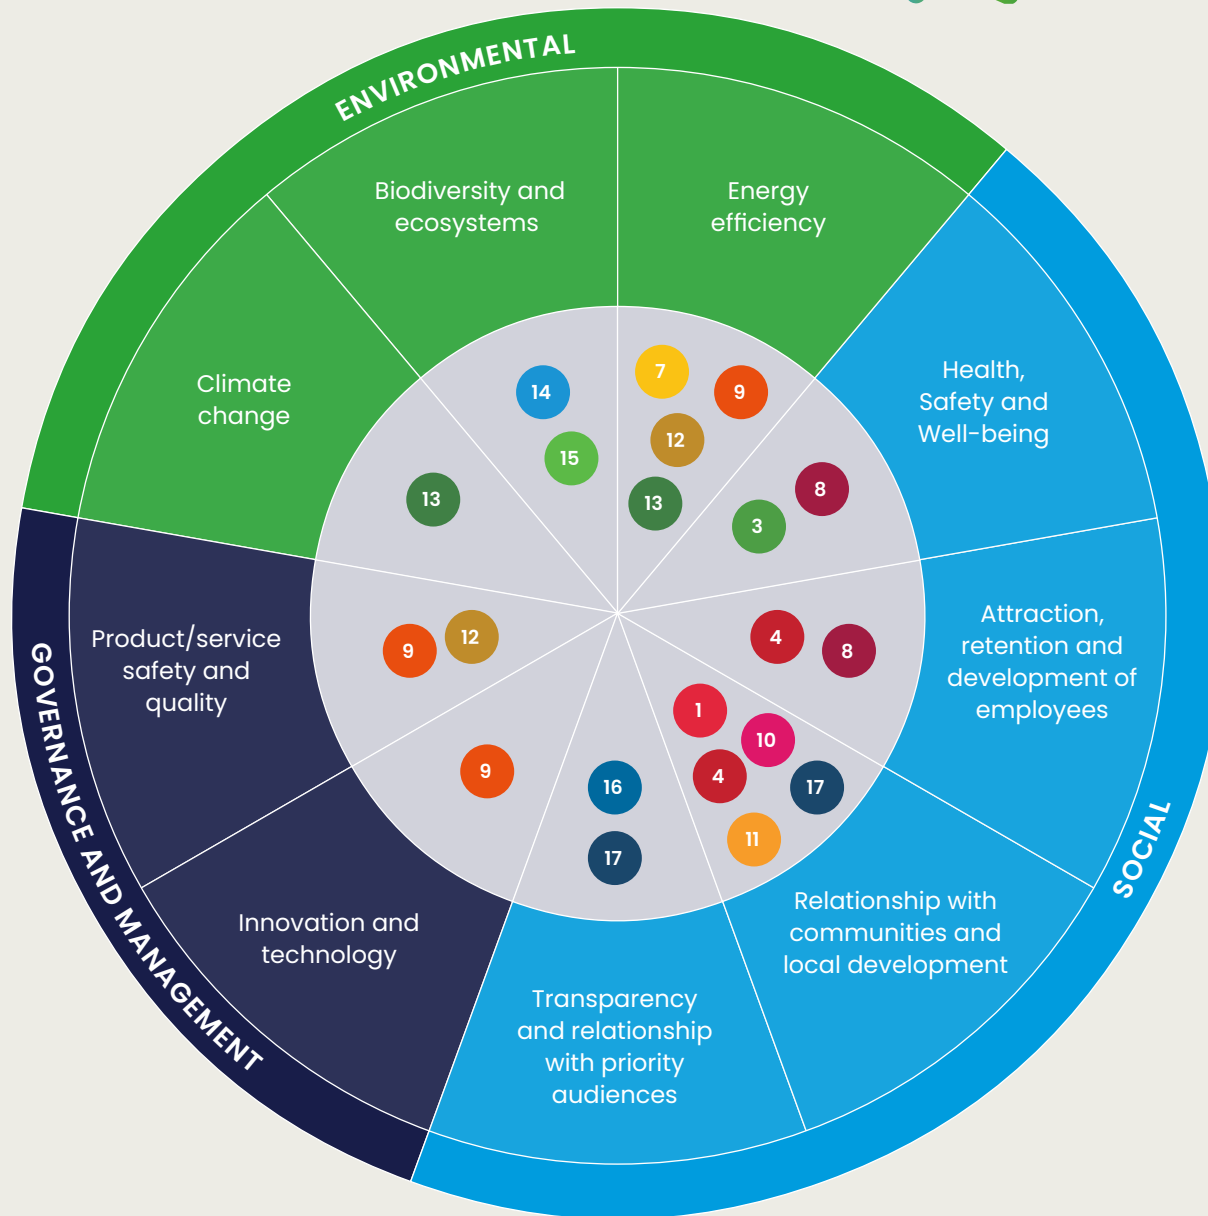 ENVIRONMENTAL
Biodiversity and
ecosystems
Energy
efficiency
Climate
change
Health,
Safety and
Well-being
14
15
7
9
12
13
13
8
3
Product/service
safety and
quality
9
12
4
8
Attraction,
retention and
development of
employees
GOVERNANCE AND MANAGEMENT
SOCIAL
9
16
17
1
10
4
17
11
Innovation and
technology
Relationship with
communities and
local development
Transparency
and relationship
with priority
audiences